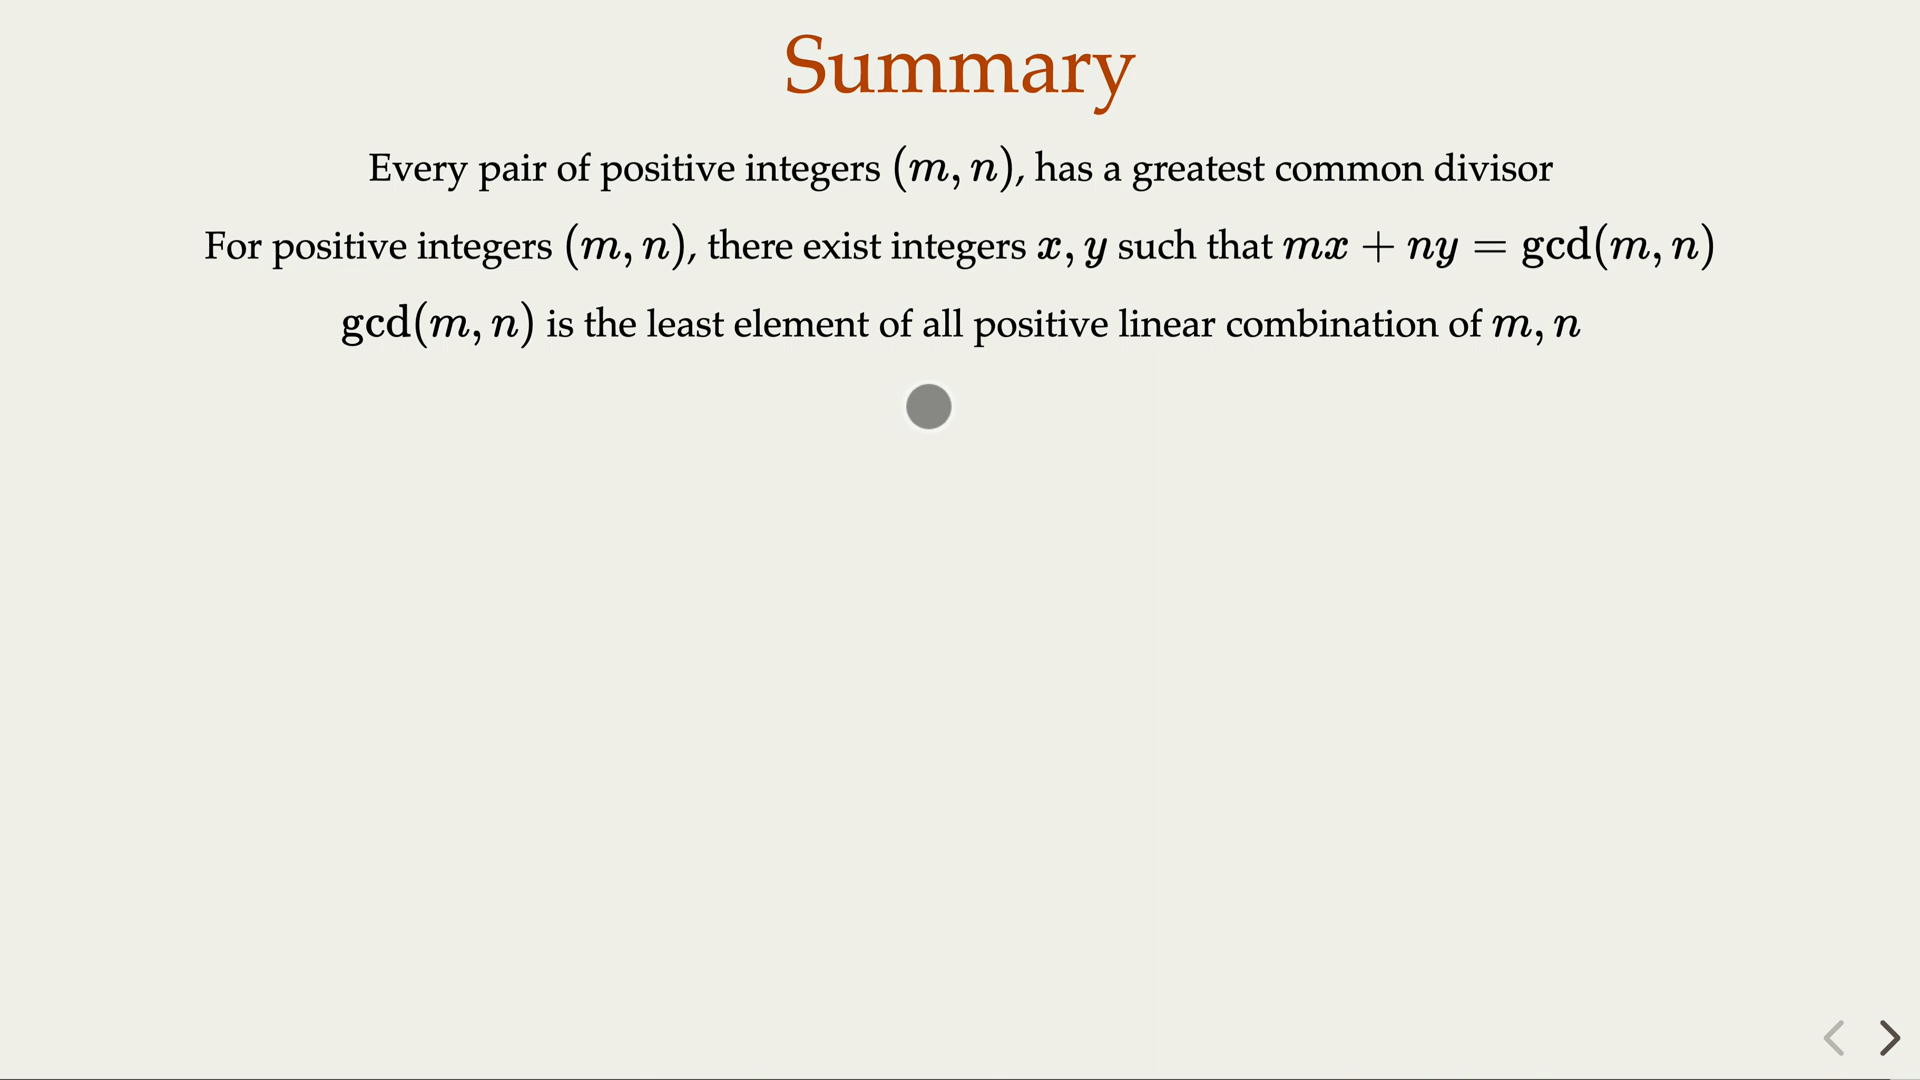 Summary
Every pair of positive integers (m, n), has a greatest common divisor
For positive integers (m, n), there exist integers x, y such that mx + ny = gcd(m, n)
gcd(m, n) is the least element of all positive linear combination of m, n